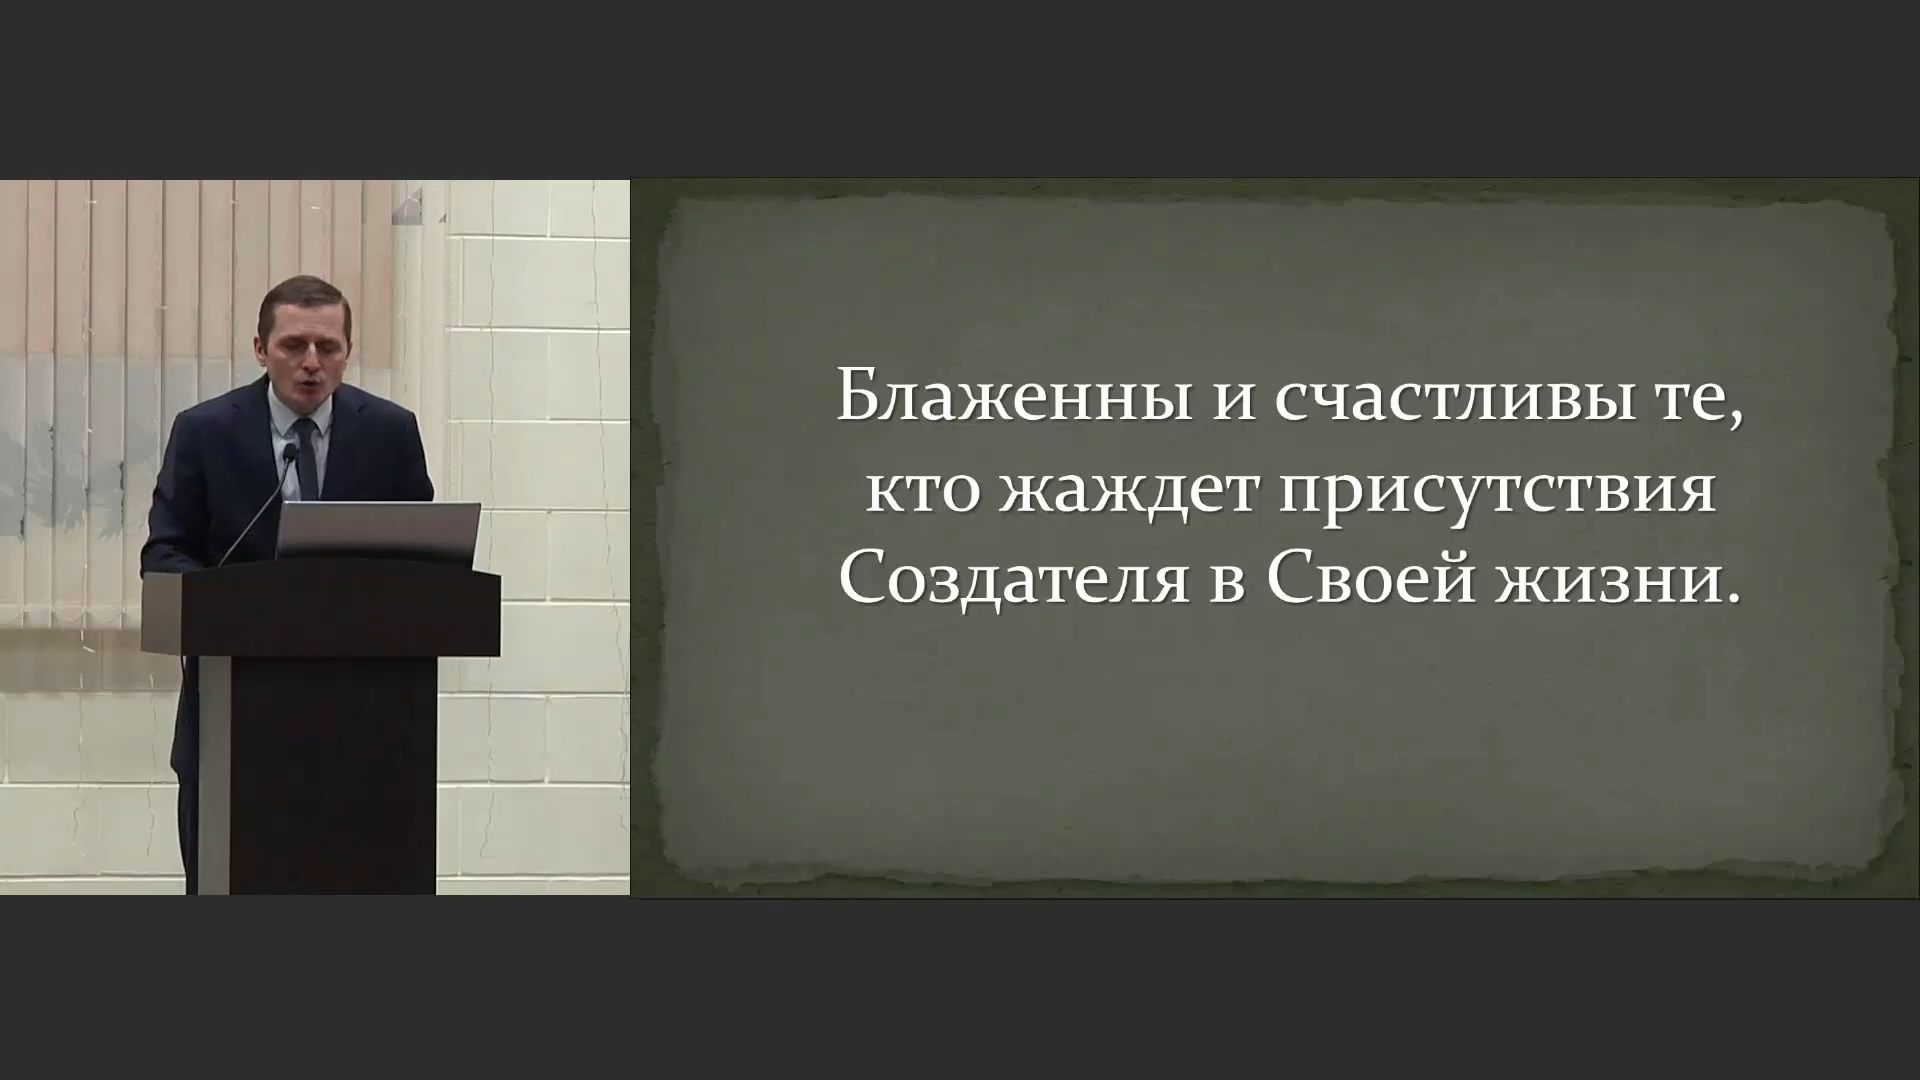 Блаженны и счастливы те,
кто жаждет присутствия
Создателя в Своей жизни.